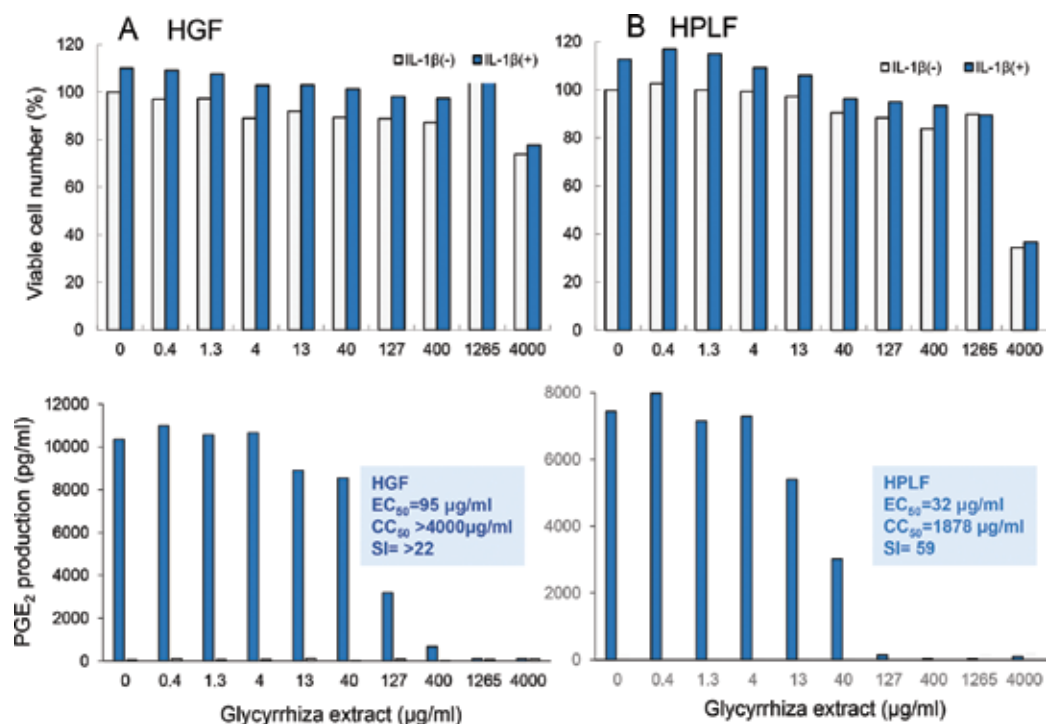 A HGF
IL-1β(-) IL-1β(+)
Viable cell number (%)
120
100
80
60
40
20
0
0 0.4 1.3 4 13 40 127 400 1265 4000
B HPLF
IL-1β(-) IL-1β(+)
120
100
80
60
40
20
0
0 0.4 1.3 4 13 40 127 400 1265 4000
PGE2 production (pg/ml)
12000
10000
8000
6000
4000
2000
0
HGF
EC50=95 µg/ml
CC50 >4000µg/ml
SI= >22
0 0.4 1.3 4 13 40 127 400 1265 4000
Glycyrrhiza extract (µg/ml)
8000
6000
4000
2000
0
HPLF
EC50=32 µg/ml
CC50=1878 µg/ml
SI= 59
0 0.4 1.3 4 13 40 127 400 1265 4000
Glycyrrhiza extract (µg/ml)